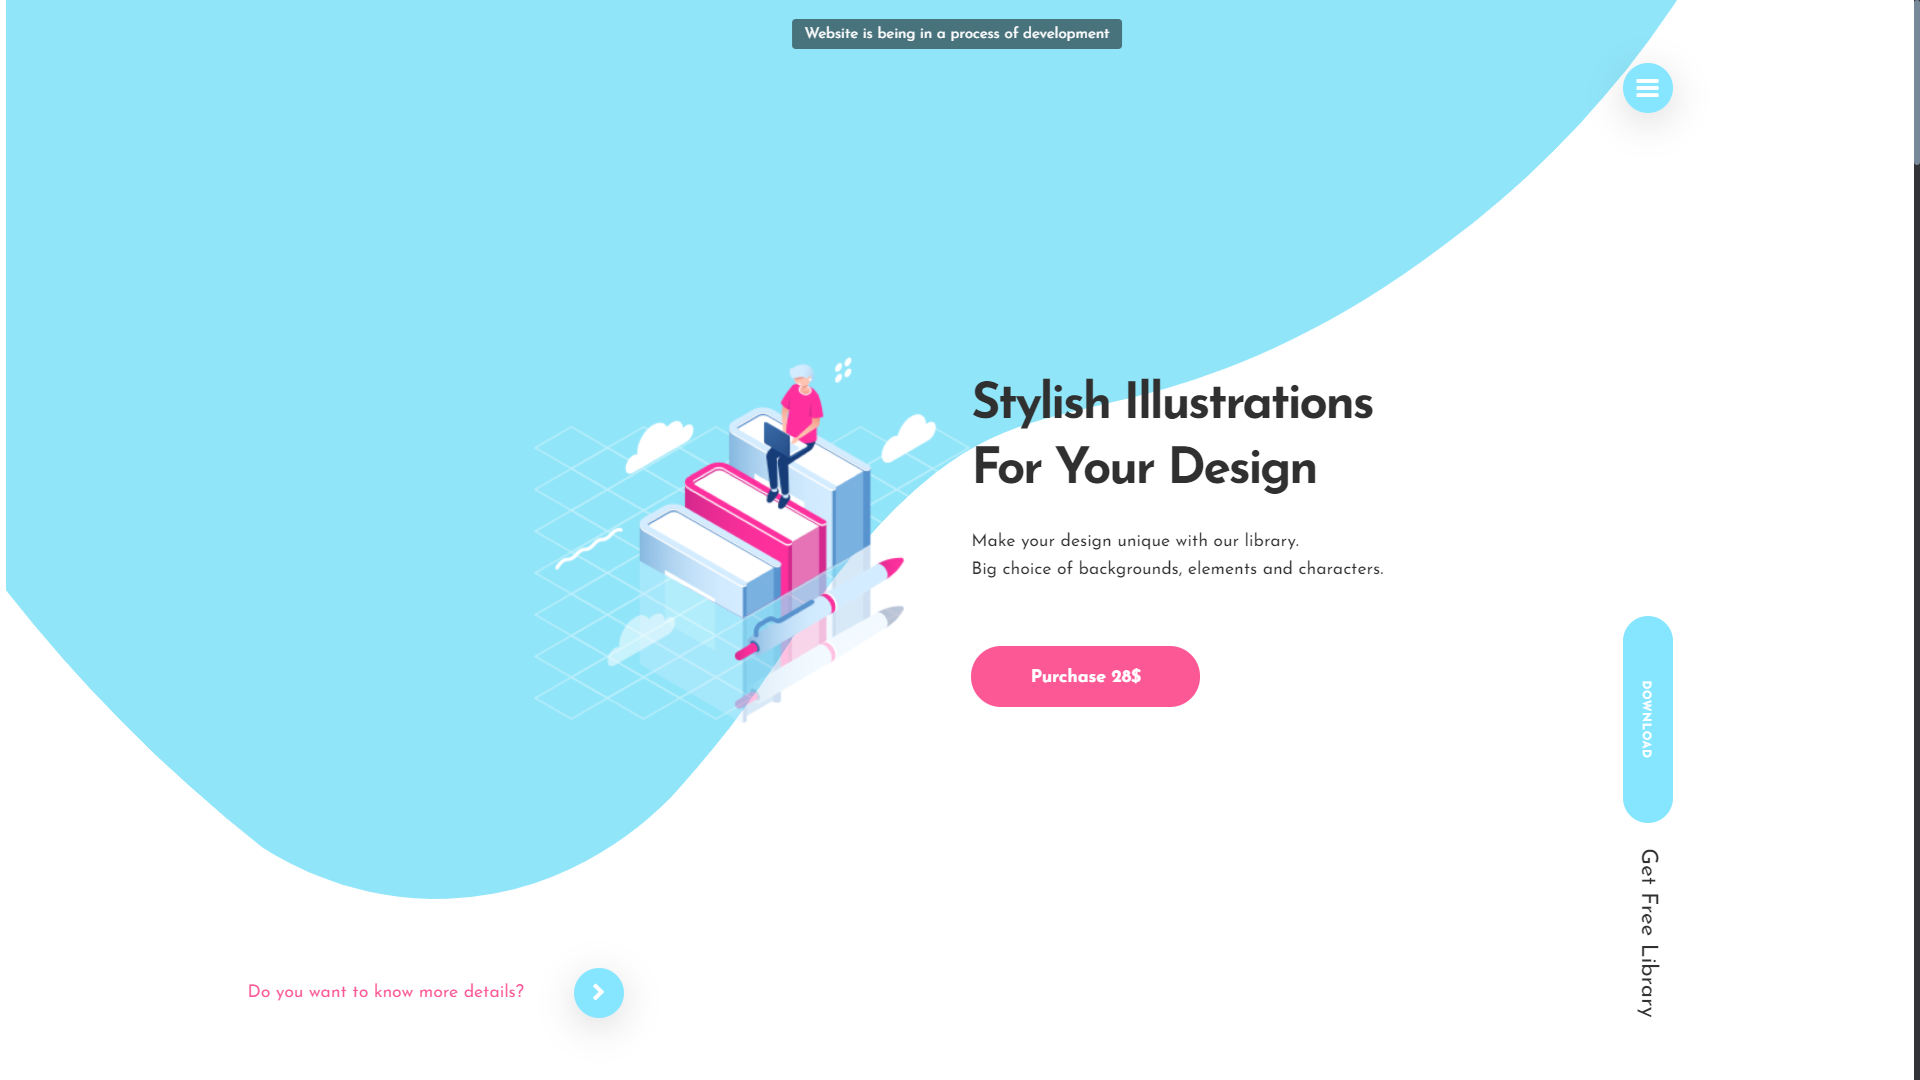 Website is being in a process of development
Stylish Illustrations
For Your Design
Make your design unique with our library.
Big choice of backgrounds, elements and characters.
Purchase 28$
DOWNLOAD
Get Free Library
Do you want to know more details?